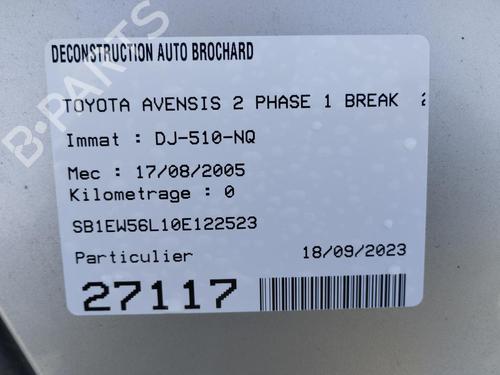 DECONSTRUCTION AUTO BROCHARD
TOYOTA AVENSIS 2 PHASE 1 BREAK 2
Immat : DJ-510-NQ
Mec : 17/08/2005
Kilometrage : 0
SB1EW56L10E122523
Particulier 18/09/2023
27117
B-PARTS